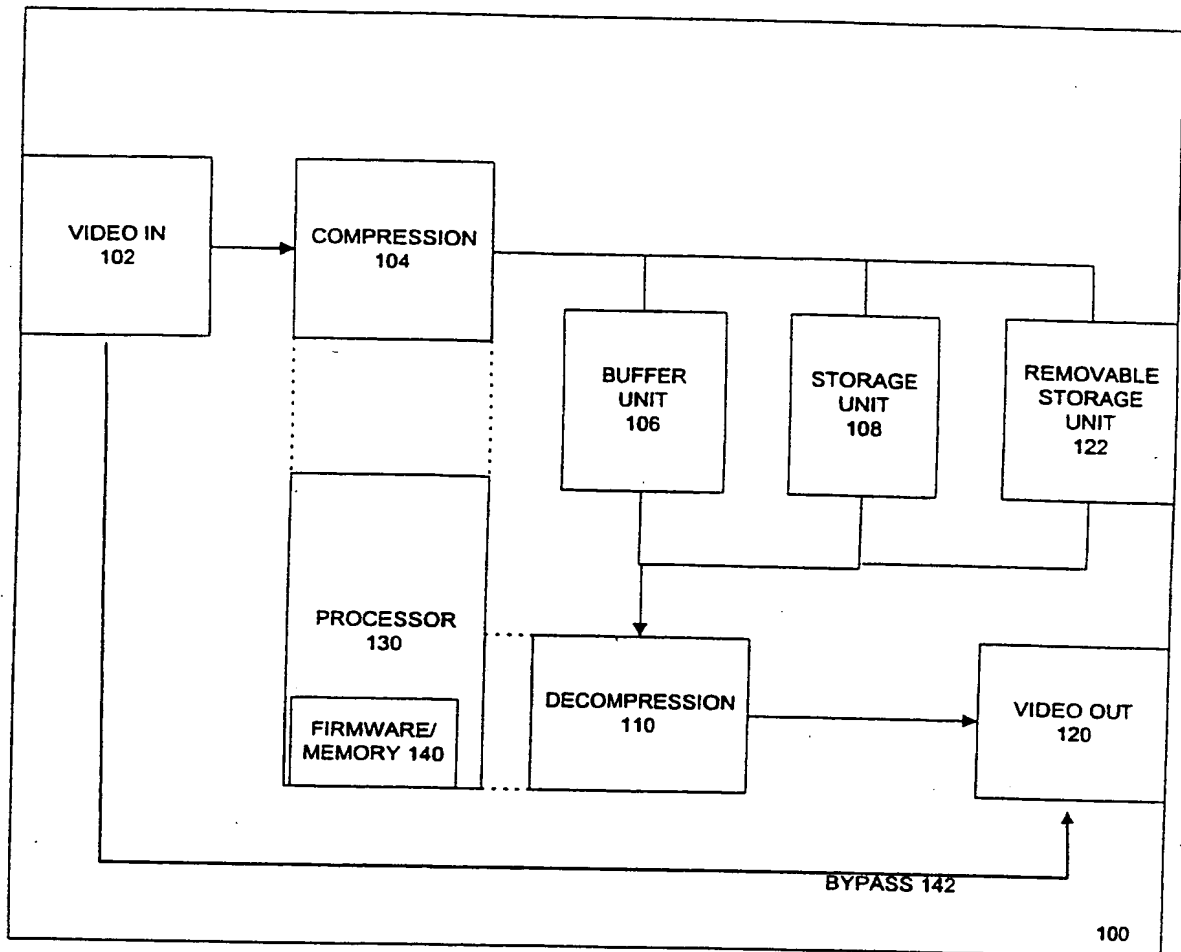 VIDEO IN
102
COMPRESSION
104
BUFFER
UNIT
106
STORAGE
UNIT
108
REMOVABLE
STORAGE
UNIT
122
PROCESSOR
130
FIRMWARE/
MEMORY 140
DECOMPRESSION
110
VIDEO OUT
120
BYPASS 142
100